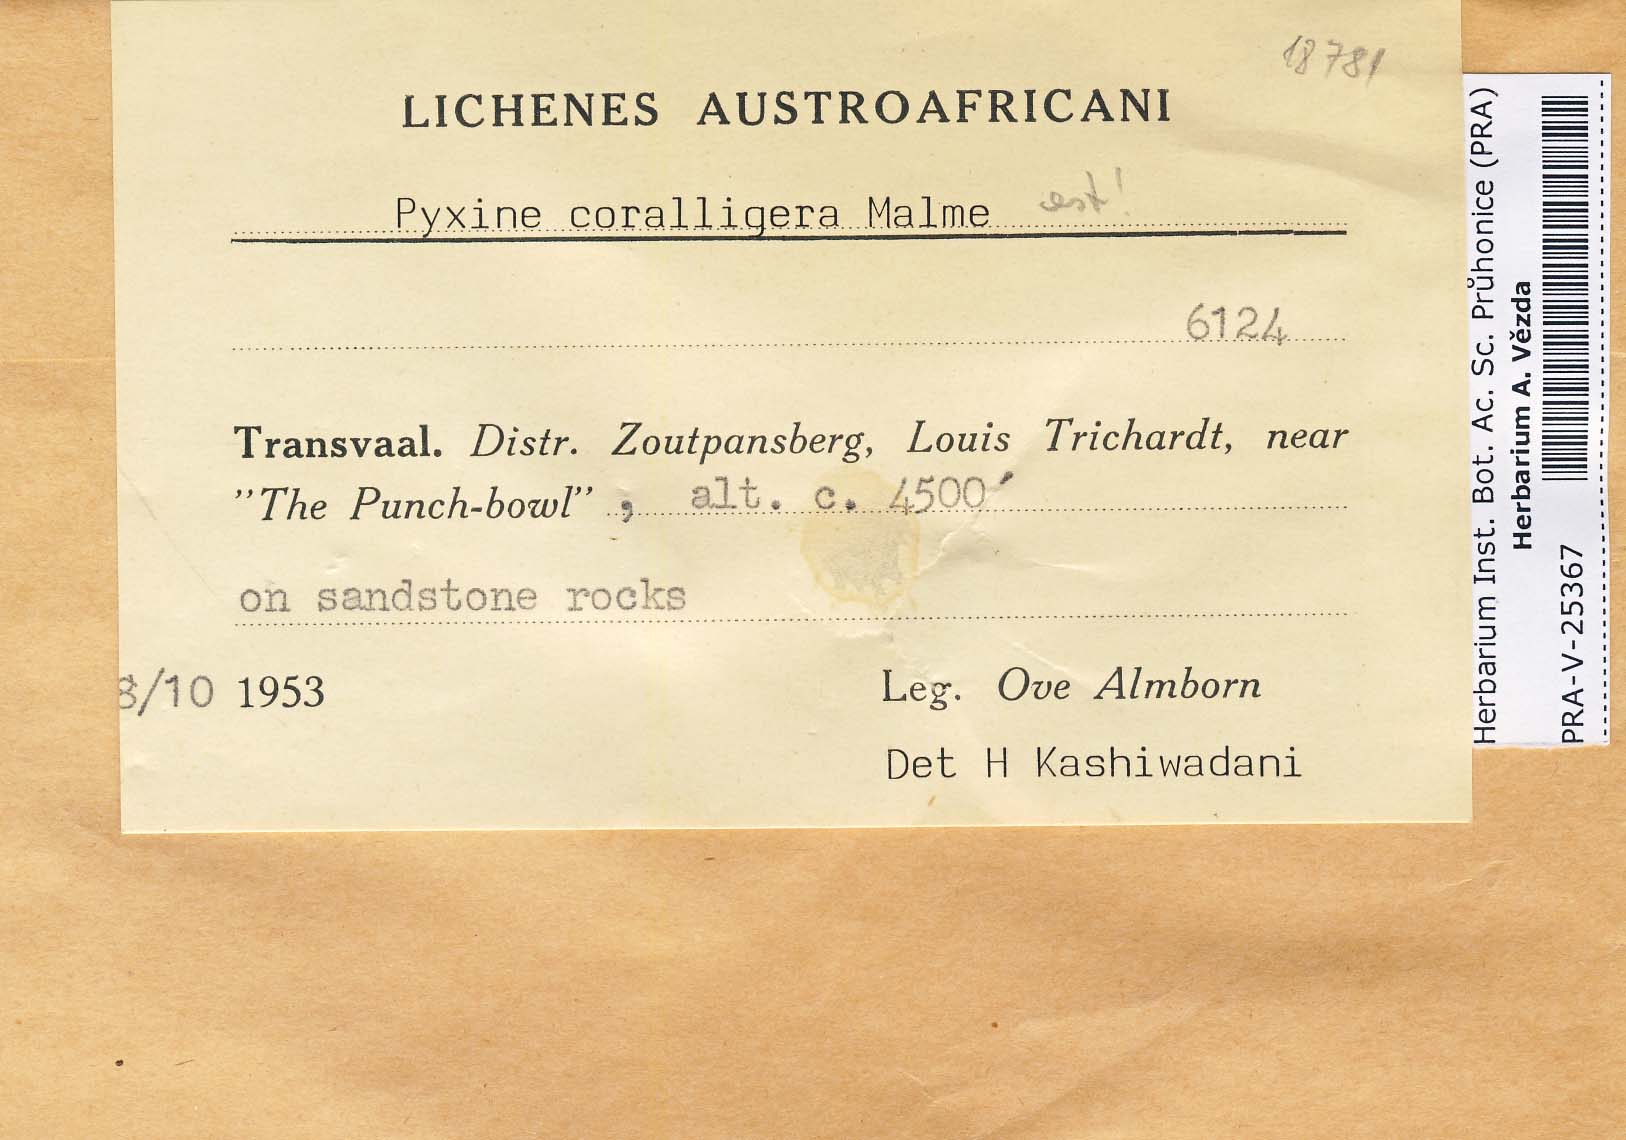 18781
LICHENES AUSTROAFRICANI
Pyxine coralligera Malme est!
6124
Transvaal. Distr. Zoutpansberg, Louis Trichardt, near
"The Punch-bowl", alt. c. 4500′
on sandstone rocks
8/10 1953
Leg. Ove Almborn
Det H Kashiwadani
Herbarium Inst. Bot. Ac. Sc. Průhonice (PRA)
Herbarium A. Vězda
PRA-V-25367